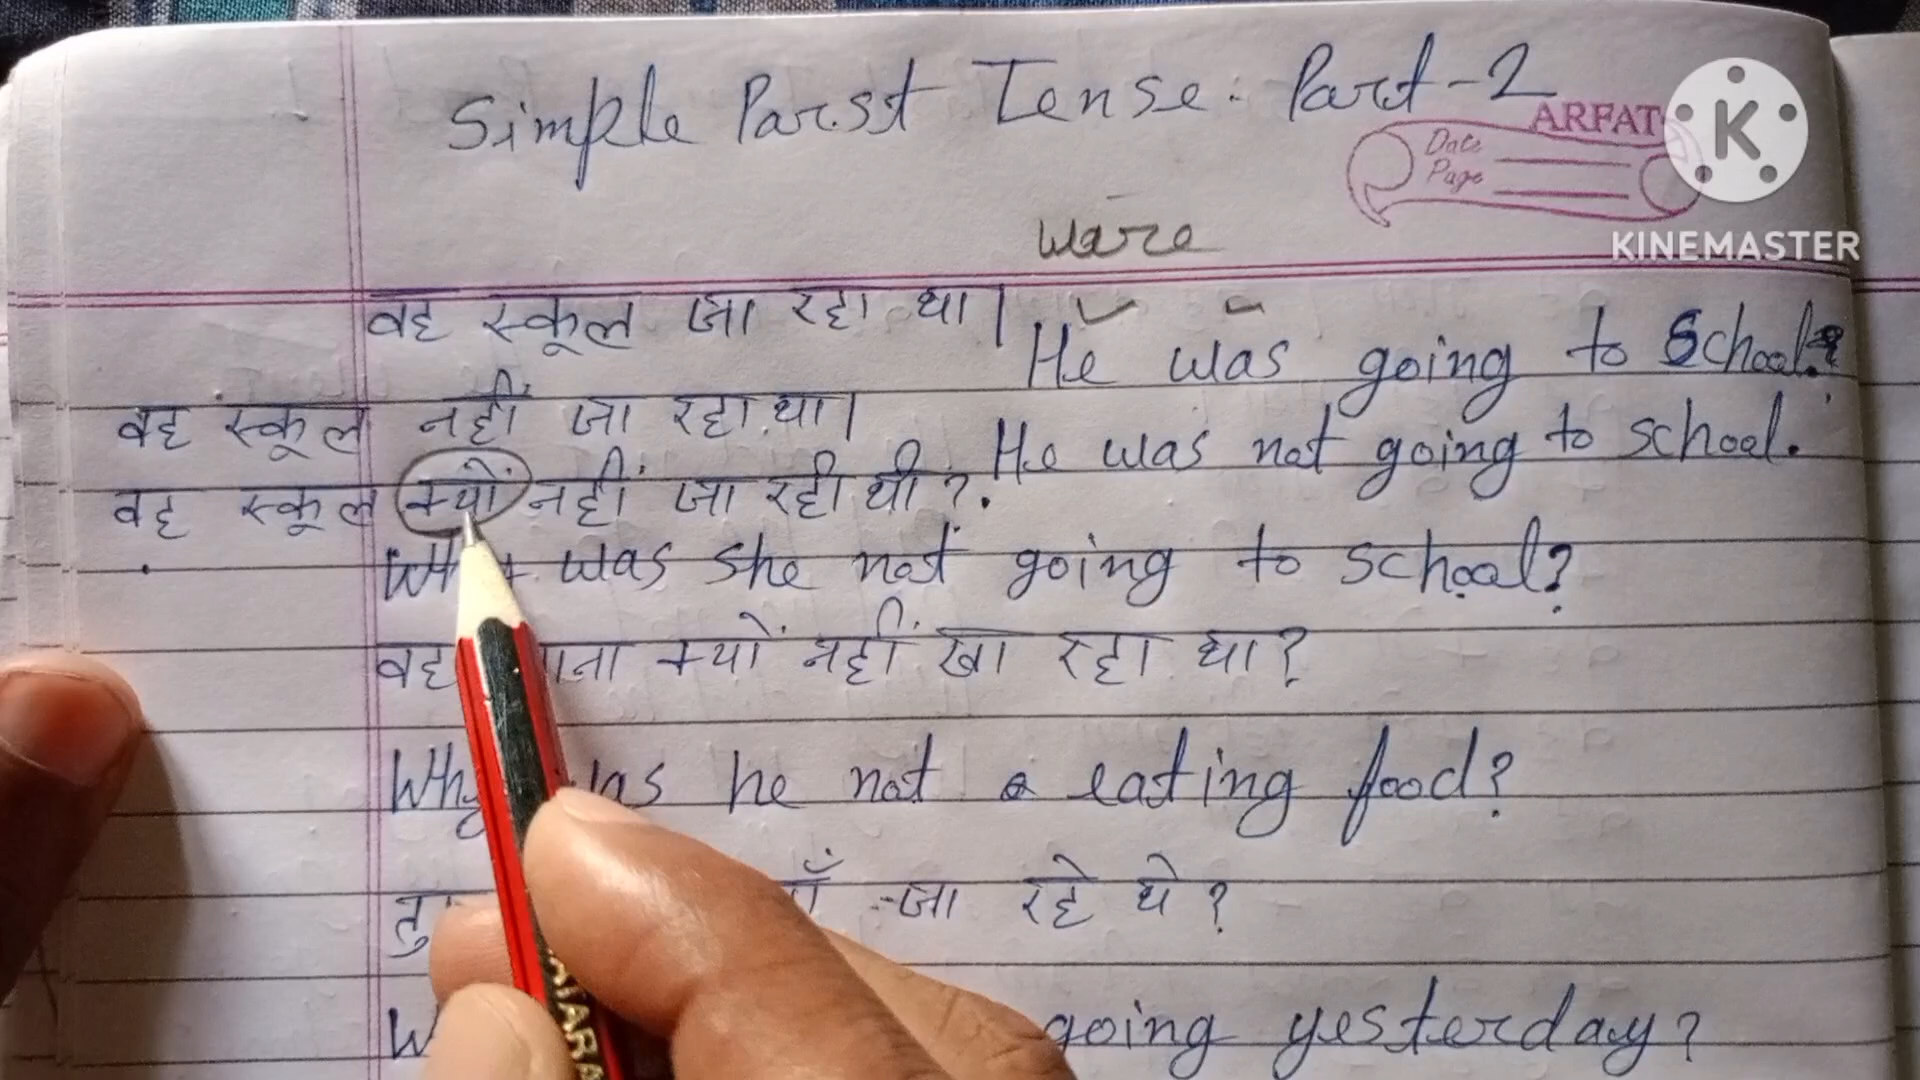 Simple Parst Tense. Part-2
ARFAT
Date
Page
K
KINEMASTER
ware
वह स्कूल जा रहा था।
He was going to School.
वह स्कूल नहीं जा रहा था।
He was not going to school.
वह स्कूल क्यों नहीं जा रही थी?
was she not going to school?
वह क्यों नहीं खा रहा था?
Why was he not eating food?
जा रहे थे?
going yesterday?